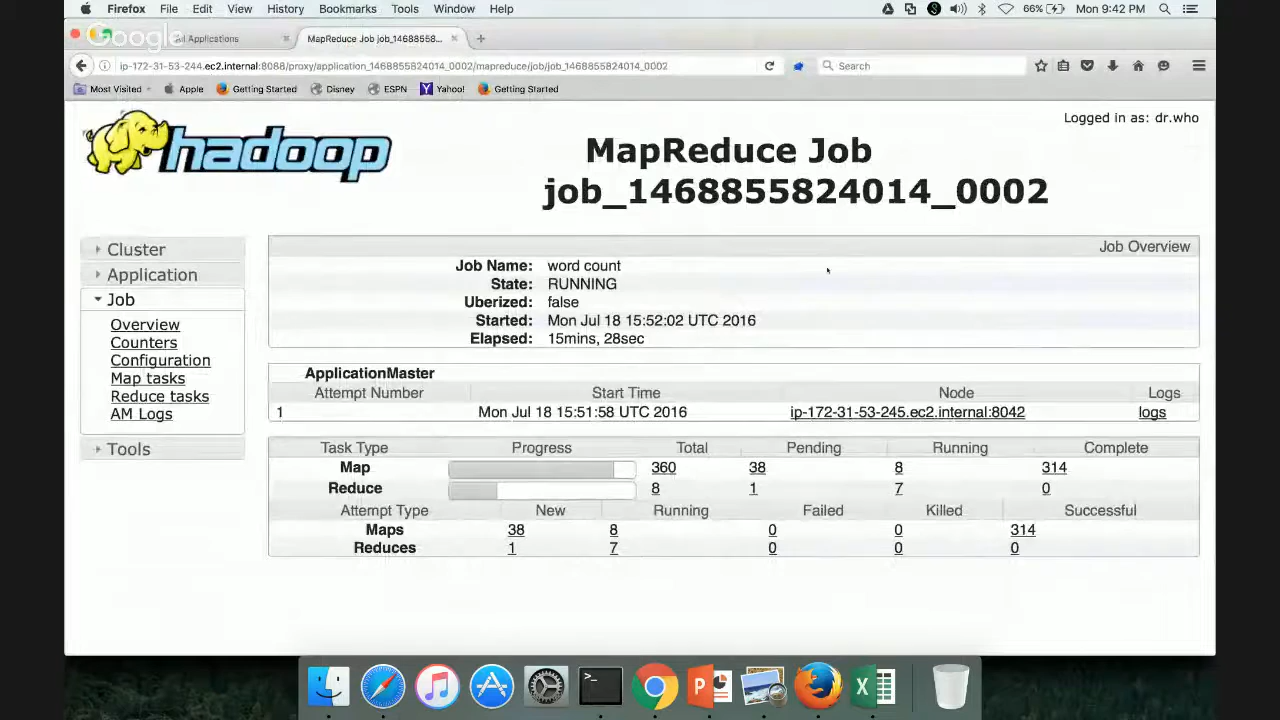 Firefox File Edit View History Bookmarks Tools Window Help 66% Mon 9:42 PM
Google
All Applications × MapReduce Job job_14688558... × +
ip-172-31-53-244.ec2.internal:8088/proxy/application_1468855824014_0002/mapreduce/job/job_1468855824014_0002 Search
Most Visited Apple Getting Started Disney ESPN Yahoo! Getting Started
Logged in as: dr.who
hadoop
MapReduce Job
job_1468855824014_0002
Cluster
Application
Job
Overview
Counters
Configuration
Map tasks
Reduce tasks
AM Logs
Tools
Job Overview
Job Name: word count
State: RUNNING
Uberized: false
Started: Mon Jul 18 15:52:02 UTC 2016
Elapsed: 15mins, 28sec
ApplicationMaster
Attempt Number Start Time Node Logs
1 Mon Jul 18 15:51:58 UTC 2016 ip-172-31-53-245.ec2.internal:8042 logs
Task Type Progress Total Pending Running Complete
Map 360 38 8 314
Reduce 8 1 7 0
Attempt Type New Running Failed Killed Successful
Maps 38 8 0 0 314
Reduces 1 7 0 0 0